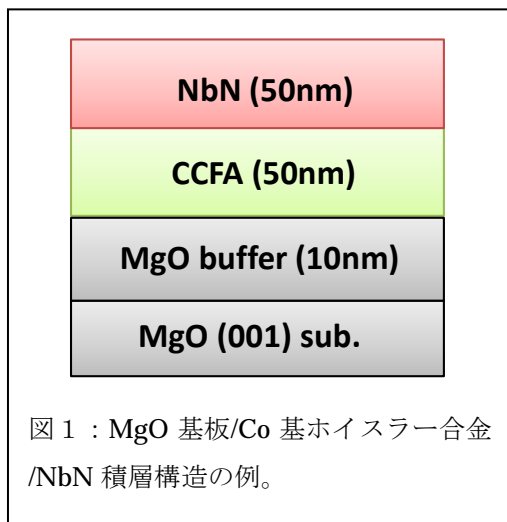 NbN (50nm)
CCFA (50nm)
MgO buffer (10nm)
MgO (001) sub.
図１：MgO 基板/Co 基ホイスラー合金
/NbN 積層構造の例。